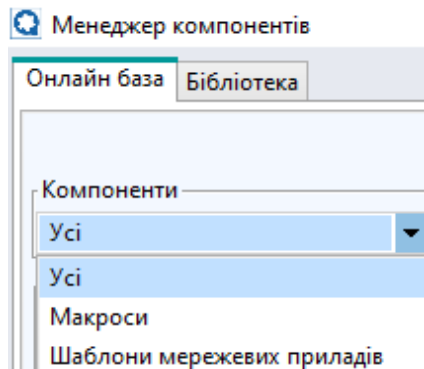 Менеджер компонентів
Онлайн база Бібліотека
Компоненти
Усі
Усі
Макроси
Шаблони мережевих приладів